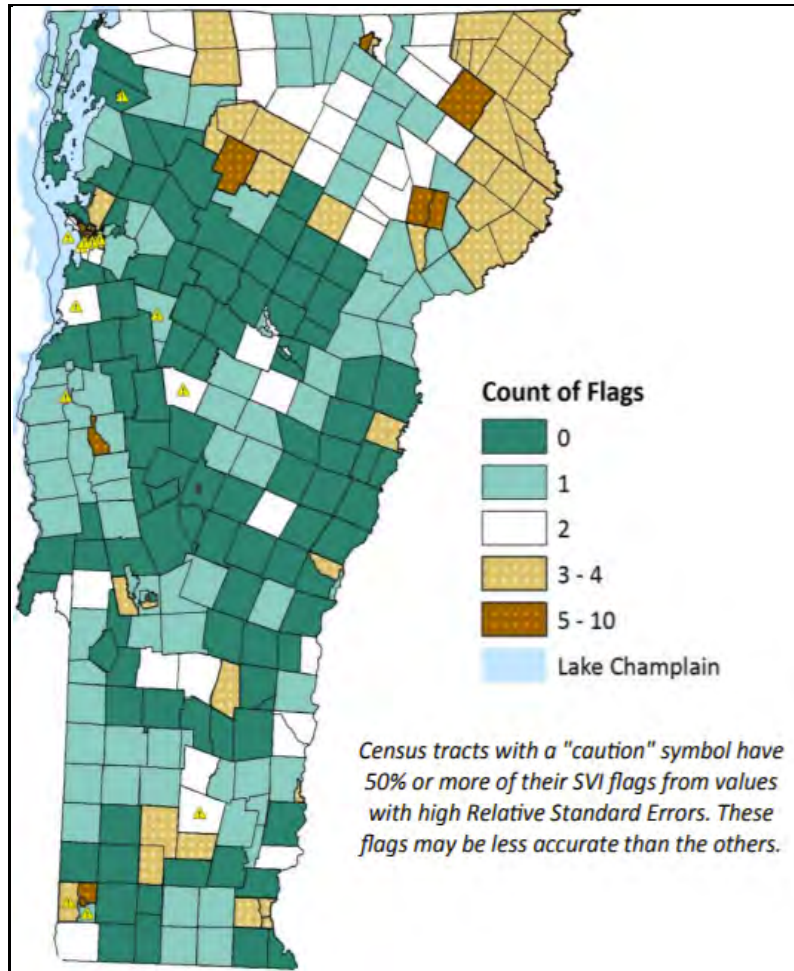 Count of Flags
0
1
2
3 - 4
5 - 10
Lake Champlain
Census tracts with a "caution" symbol have
50% or more of their SVI flags from values
with high Relative Standard Errors. These
flags may be less accurate than the others.